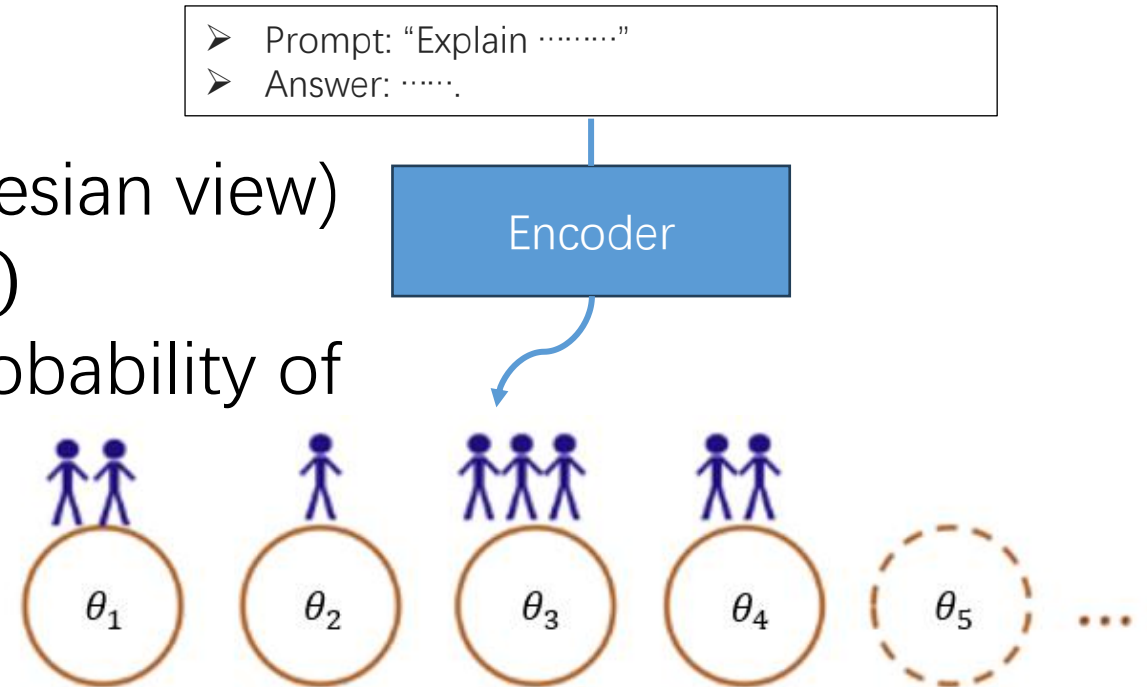 ➢ Prompt: “Explain ⋯⋯⋯”
➢ Answer: ⋯⋯.
esian view)
)
obability of
Encoder
θ₁ θ₂ θ₃ θ₄ θ₅ ...